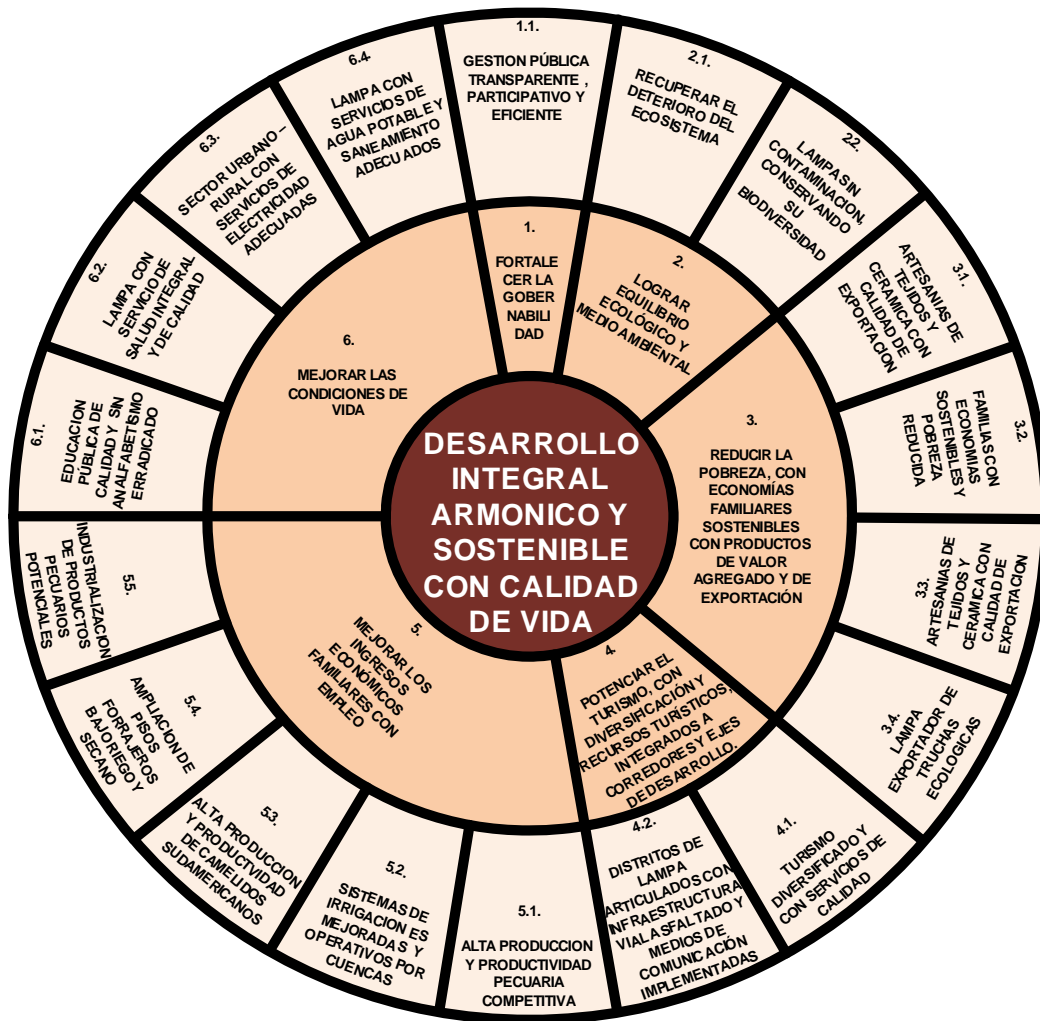 DESARROLLO
INTEGRAL
ARMONICO Y
SOSTENIBLE
CON CALIDAD
DE VIDA
1.
FORTALE
CER LA
GOBER
NABILI
DAD
2.
LOGRAR
EQUILIBRIO
ECOLÓGICO Y
MEDIO AMBIENTAL
3.
REDUCIR LA
POBREZA, CON
ECONOMÍAS
FAMILIARES
SOSTENIBLES
CON PRODUCTOS
DE VALOR
AGREGADO Y DE
EXPORTACIÓN
4.
POTENCIAR EL
TURISMO, CON
DIVERSIFICACIÓN Y
RECURSOS TURÍSTICOS,
INTEGRADOS A
CORREDORES Y EJES
DE DESARROLLO.
5.
MEJORAR LOS
INGRESOS
ECONÓMICOS
FAMILIARES CON
EMPLEO
6.
MEJORAR LAS
CONDICIONES DE
VIDA
1.1.
GESTION PÚBLICA
TRANSPARENTE ,
PARTICIPATIVO Y
EFICIENTE
2.1.
RECUPERAR EL
DETERIORO DEL
ECOSISTEMA
2.2.
LAMPA SIN
CONTAMINACION,
CONSERVANDO
SU
BIODIVERSIDAD
3.1.
ARTESANIAS DE
TEJIDOS Y
CERAMICA CON
CALIDAD DE
EXPORTACION
3.2.
FAMILIAS CON
ECONOMIAS
SOSTENIBLES Y
POBREZA
REDUCIDA
3.3.
ARTESANIAS DE
TEJIDOS Y
CERAMICA CON
CALIDAD DE
EXPORTACION
3.4.
LAMPA
EXPORTADOR DE
TRUCHAS
ECOLOGICAS
4.1.
TURISMO
DIVERSIFICADO Y
CON SERVICIOS DE
CALIDAD
4.2.
DISTRITOS DE
LAMPA
ARTICULADOS CON
INFRAESTRUCTURA
VIAL ASFALTADO Y
MEDIOS DE
COMUNICACIÓN
IMPLEMENTADAS
5.1.
ALTA PRODUCCION
Y PRODUCTIVIDAD
PECUARIA
COMPETITIVA
5.2.
SISTEMAS DE
IRRIGACION ES
MEJORADAS Y
OPERATIVOS POR
CUENCAS
5.3.
ALTA PRODUCCION
Y PRODUCTVIDAD
DE CAMELIDOS
SUDAMERICANOS
5.4.
AMPLIACION DE
PISOS
FORRAJEROS
BAJO RIEGO Y
SECANO
5.5.
INDUSTRIALIZACION
DE PRODUCTOS
PECUARIOS
POTENCIALES
6.1.
EDUCACION
PÚBLICA DE
CALIDAD Y SIN
ANALFABETISMO
ERRADICADO
6.2.
LAMPA CON
SERVICIO DE
SALUD INTEGRAL
Y DE CALIDAD
6.3.
SECTOR URBANO –
RURAL CON
SERVICIOS DE
ELECTRICIDAD
ADECUADAS
6.4.
LAMPA CON
SERVICIOS DE
AGUA POTABLE Y
SANEAMIENTO
ADECUADOS